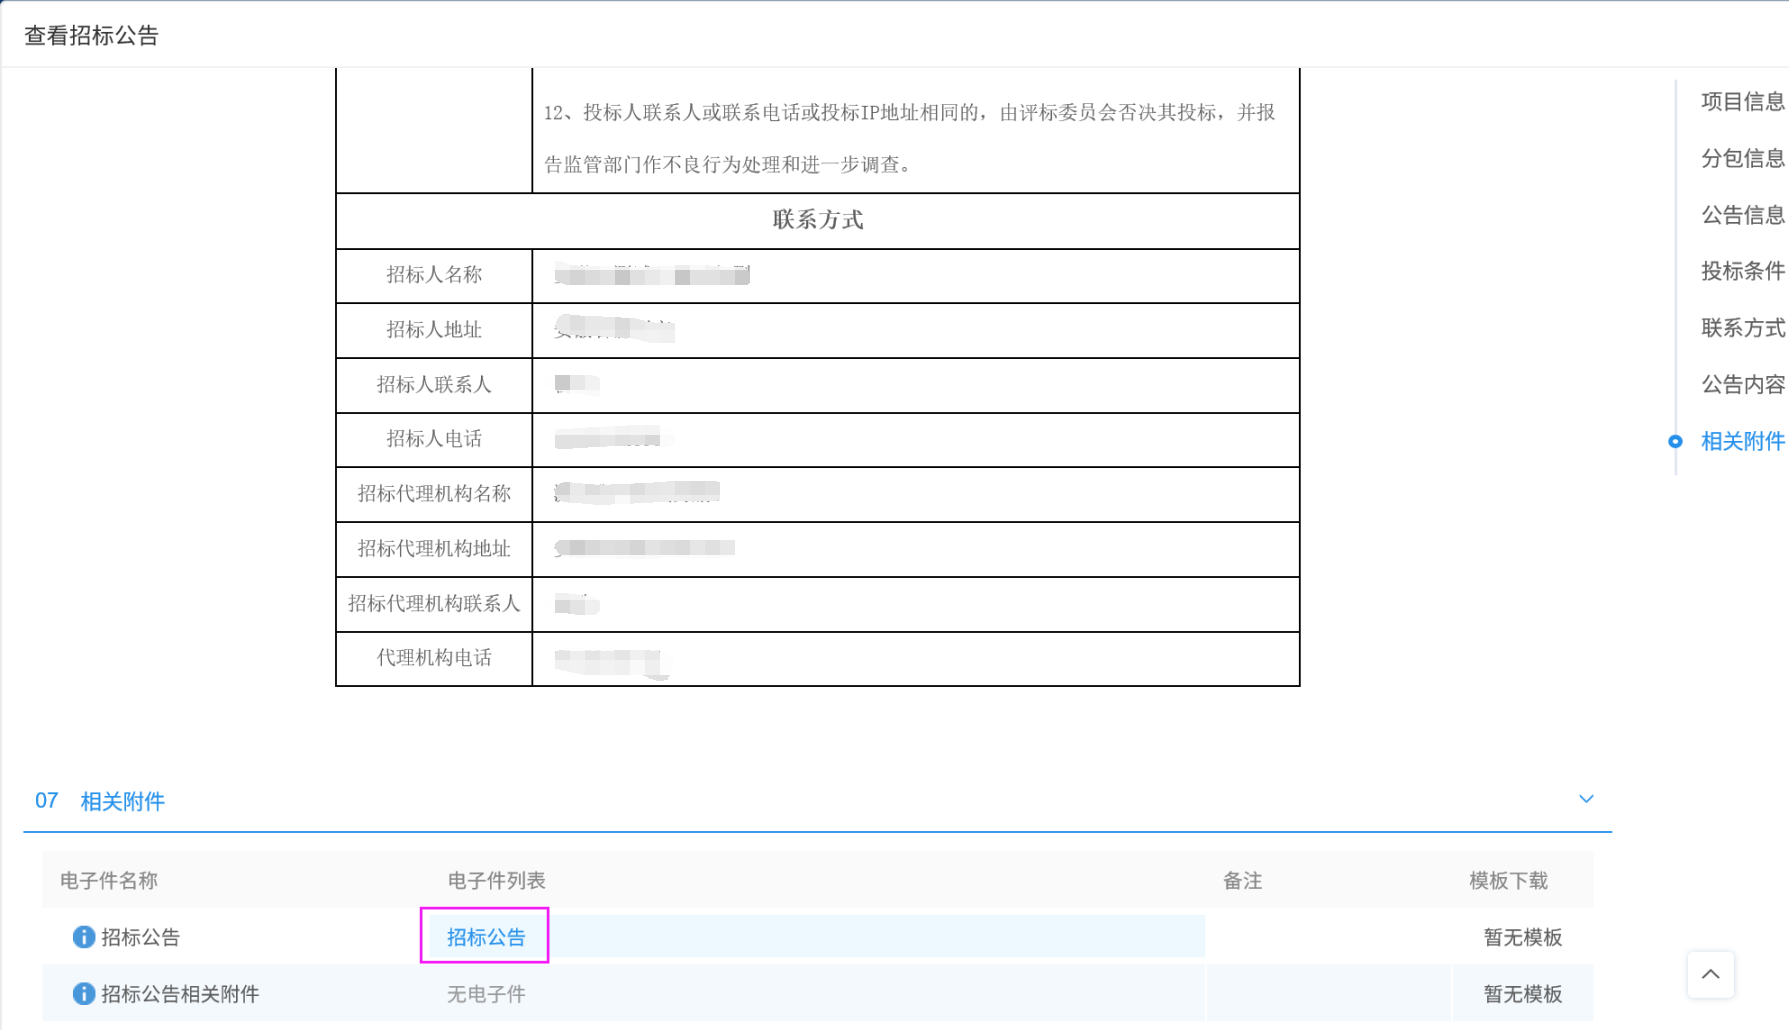 查看招标公告
12、投标人联系人或联系电话或投标IP地址相同的，由评标委员会否决其投标，并报
告监管部门作不良行为处理和进一步调查。
联系方式
招标人名称
招标人地址
招标人联系人
招标人电话
招标代理机构名称
招标代理机构地址
招标代理机构联系人
代理机构电话
项目信息
分包信息
公告信息
投标条件
联系方式
公告内容
相关附件
07 相关附件
电子件名称 电子件列表 备注 模板下载
招标公告 招标公告 暂无模板
招标公告相关附件 无电子件 暂无模板